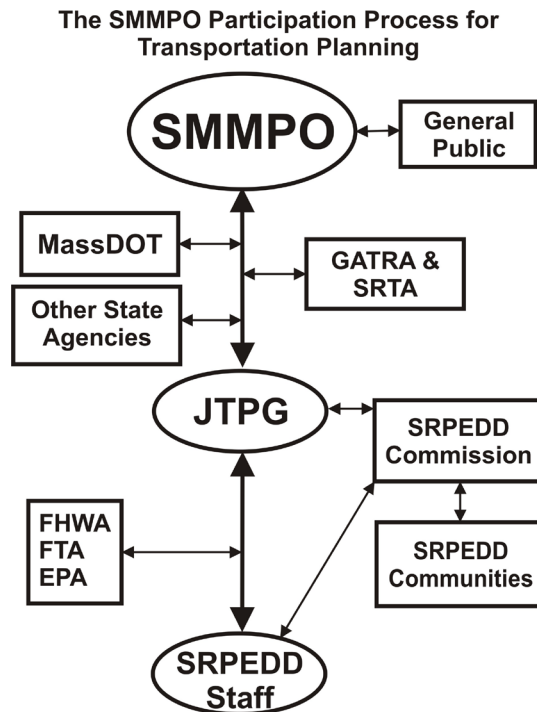 The SMMPO Participation Process for
Transportation Planning
SMMPO
General
Public
MassDOT
GATRA &
SRTA
Other State
Agencies
JTPG
SRPEDD
Commission
FHWA
FTA
EPA
SRPEDD
Communities
SRPEDD
Staff